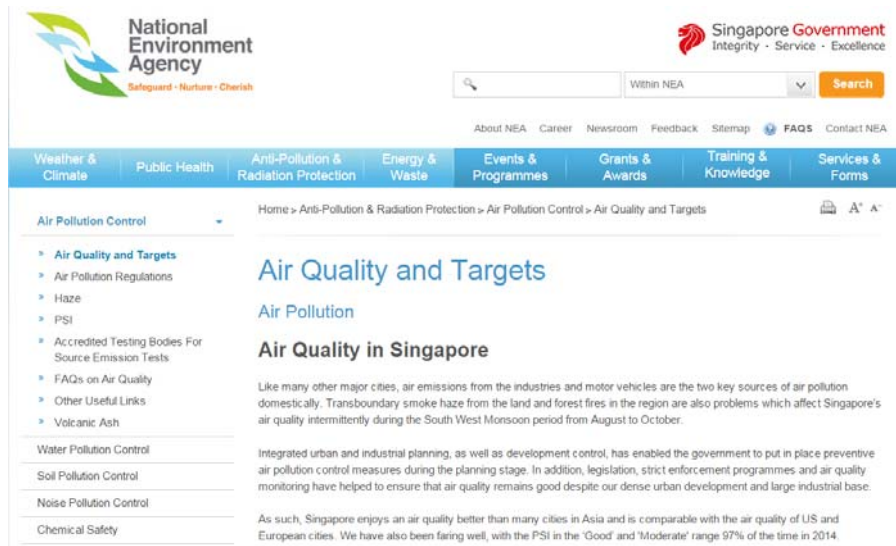 National
Environment
Agency
Safeguard · Nurture · Cherish
Singapore Government
Integrity · Service · Excellence
Within NEA
Search
About NEA Career Newsroom Feedback Sitemap FAQS Contact NEA
Weather &
Climate
Public Health
Anti-Pollution &
Radiation Protection
Energy &
Waste
Events &
Programmes
Grants &
Awards
Training &
Knowledge
Services &
Forms
Air Pollution Control
» Air Quality and Targets
» Air Pollution Regulations
» Haze
» PSI
» Accredited Testing Bodies For
Source Emission Tests
» FAQs on Air Quality
» Other Useful Links
» Volcanic Ash
Water Pollution Control
Soil Pollution Control
Noise Pollution Control
Chemical Safety
Home > Anti-Pollution & Radiation Protection > Air Pollution Control > Air Quality and Targets
A+ A-
Air Quality and Targets
Air Pollution
Air Quality in Singapore
Like many other major cities, air emissions from the industries and motor vehicles are the two key sources of air pollution
domestically. Transboundary smoke haze from the land and forest fires in the region are also problems which affect Singapore's
air quality intermittently during the South West Monsoon period from August to October.
Integrated urban and industrial planning, as well as development control, has enabled the government to put in place preventive
air pollution control measures during the planning stage. In addition, legislation, strict enforcement programmes and air quality
monitoring have helped to ensure that air quality remains good despite our dense urban development and large industrial base.
As such, Singapore enjoys an air quality better than many cities in Asia and is comparable with the air quality of US and
European cities. We have also been faring well, with the PSI in the 'Good' and 'Moderate' range 97% of the time in 2014.